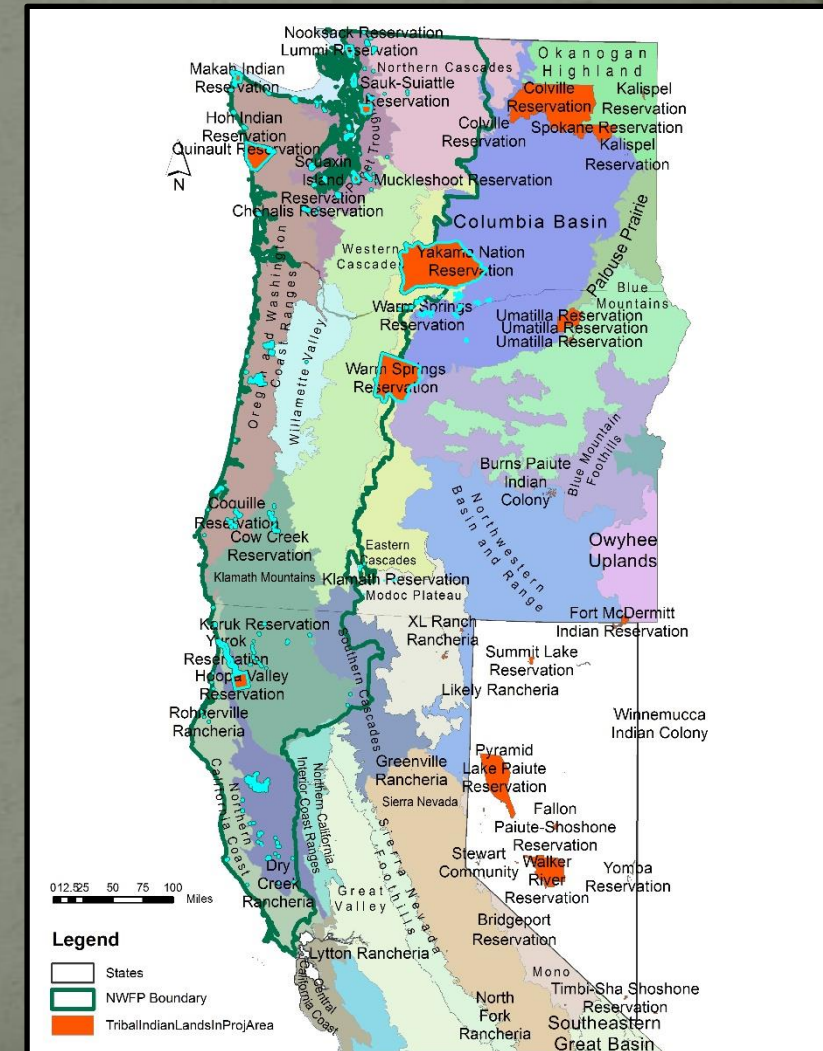 Nooksack Reservation
Lummi Reservation
Makah Indian
Reservation
Northern Cascades
Okanogan
Highland
Sauk-Suiattle
Reservation
Colville
Reservation
Kalispel
Reservation
Hoh Indian
Reservation
Colville
Reservation
Spokane Reservation
Kalispel
Reservation
Quinault Reservation
N
Squaxin
Island
Reservation
Puget Trough
Muckleshoot Reservation
Chehalis Reservation
Columbia Basin
Palouse Prairie
Western
Cascades
Yakama Nation
Reservation
Blue
Mountains
Oregon and Washington
Coast Ranges
Willamette Valley
Warm Springs
Reservation
Umatilla Reservation
Umatilla Reservation
Umatilla Reservation
Warm Springs
Reservation
Blue Mountain
Foothills
Burns Paiute
Indian
Colony
Northwestern
Basin and Range
Coquille
Reservation
Cow Creek
Reservation
Owyhee
Uplands
Eastern
Cascades
Klamath Mountains
Klamath Reservation
Modoc Plateau
Fort McDermitt
Indian Reservation
Karuk Reservation
XL Ranch
Rancheria
Yurok
Reservation
Summit Lake
Reservation
Hoopa Valley
Reservation
Southern Cascades
Likely Rancheria
Rohnerville
Rancheria
Winnemucca
Indian Colony
Northern
California Coast
Northern California
Interior Coast Ranges
Greenville
Rancheria
Pyramid
Lake Paiute
Reservation
Sierra Nevada
Fallon
Paiute-Shoshone
Reservation
Sierra Nevada
Foothills
Stewart
Community
Walker
River
Reservation
Yomba
Reservation
Dry
Creek
Rancheria
Great
Valley
Bridgeport
Reservation
0 12.5 25 50 75 100
Miles
Lytton Rancheria
Mono
Central
California Coast
Timbi-Sha Shoshone
Reservation
North
Fork
Rancheria
Southeastern
Great Basin
Legend
States
NWFP Boundary
TribalIndianLandsInProjArea